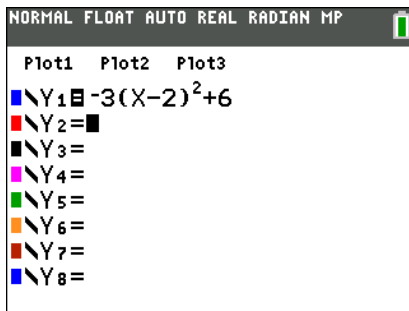 NORMAL FLOAT AUTO REAL RADIAN MP
Plot1 Plot2 Plot3
\Y₁=-3(X-2)²+6
\Y₂=
\Y₃=
\Y₄=
\Y₅=
\Y₆=
\Y₇=
\Y₈=